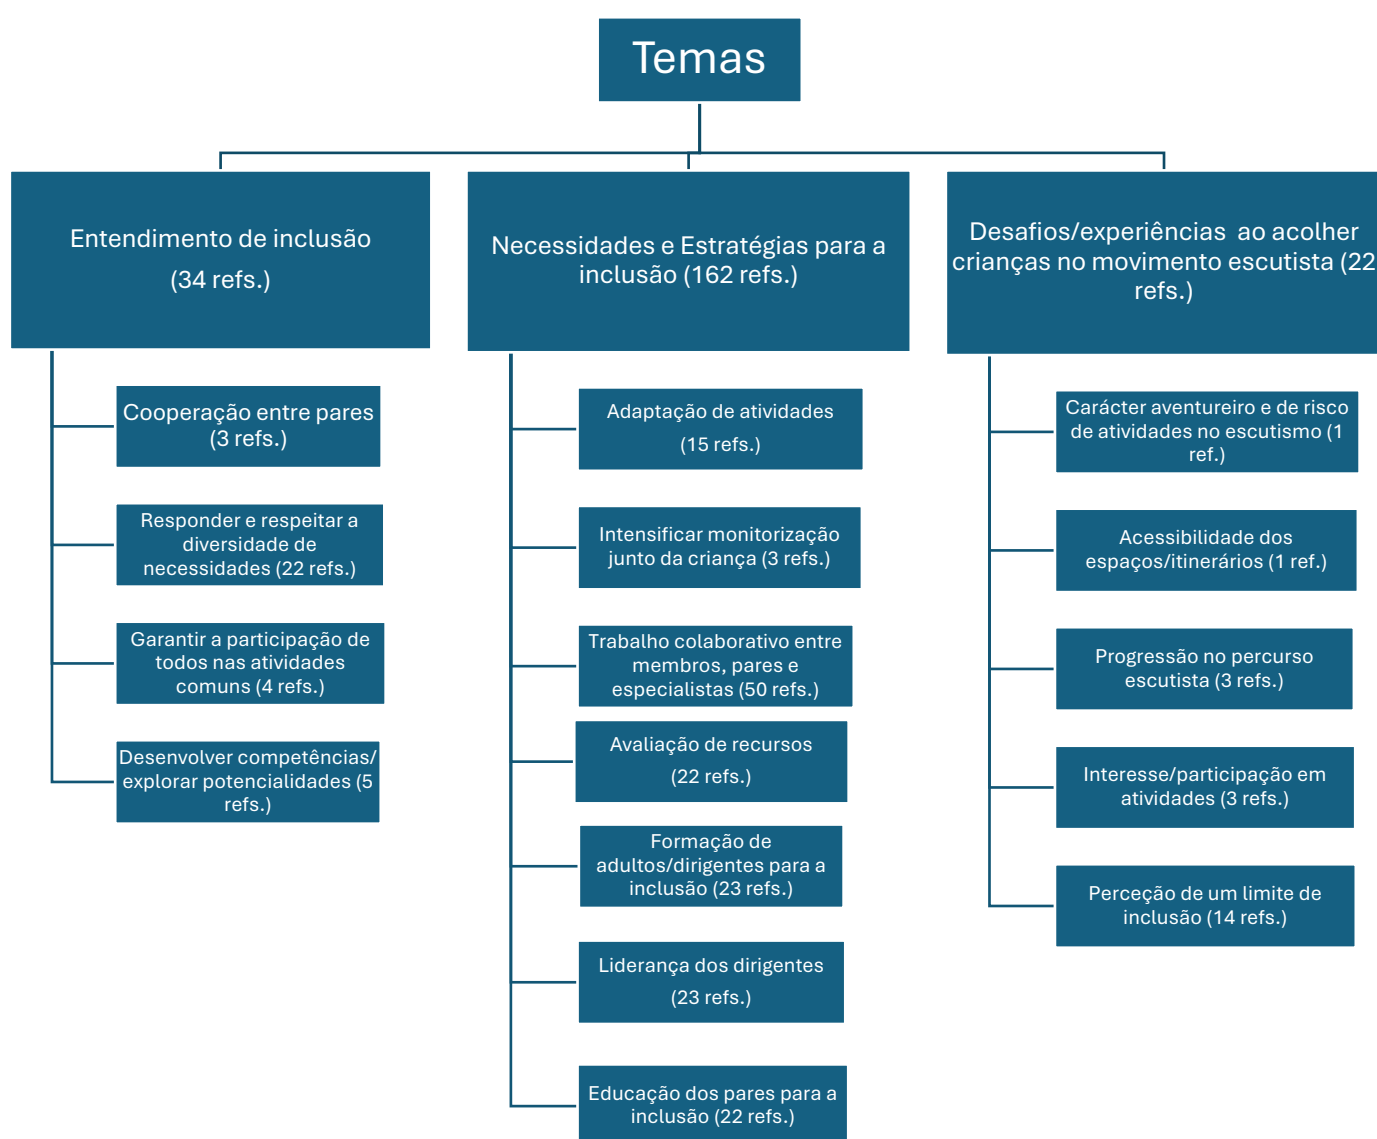 Temas
Entendimento de inclusão
(34 refs.)
Cooperação entre pares
(3 refs.)
Responder e respeitar a
diversidade de
necessidades (22 refs.)
Garantir a participação de
todos nas atividades
comuns (4 refs.)
Desenvolver competências/
explorar potencialidades (5
refs.)
Necessidades e Estratégias para a
inclusão (162 refs.)
Adaptação de atividades
(15 refs.)
Intensificar monitorização
junto da criança (3 refs.)
Trabalho colaborativo entre
membros, pares e
especialistas (50 refs.)
Avaliação de recursos
(22 refs.)
Formação de
adultos/dirigentes para a
inclusão (23 refs.)
Liderança dos dirigentes
(23 refs.)
Educação dos pares para a
inclusão (22 refs.)
Desafios/experiências ao acolher
crianças no movimento escutista (22
refs.)
Carácter aventureiro e de risco
de atividades no escutismo (1
ref.)
Acessibilidade dos
espaços/itinerários (1 ref.)
Progressão no percurso
escutista (3 refs.)
Interesse/participação em
atividades (3 refs.)
Perceção de um limite de
inclusão (14 refs.)